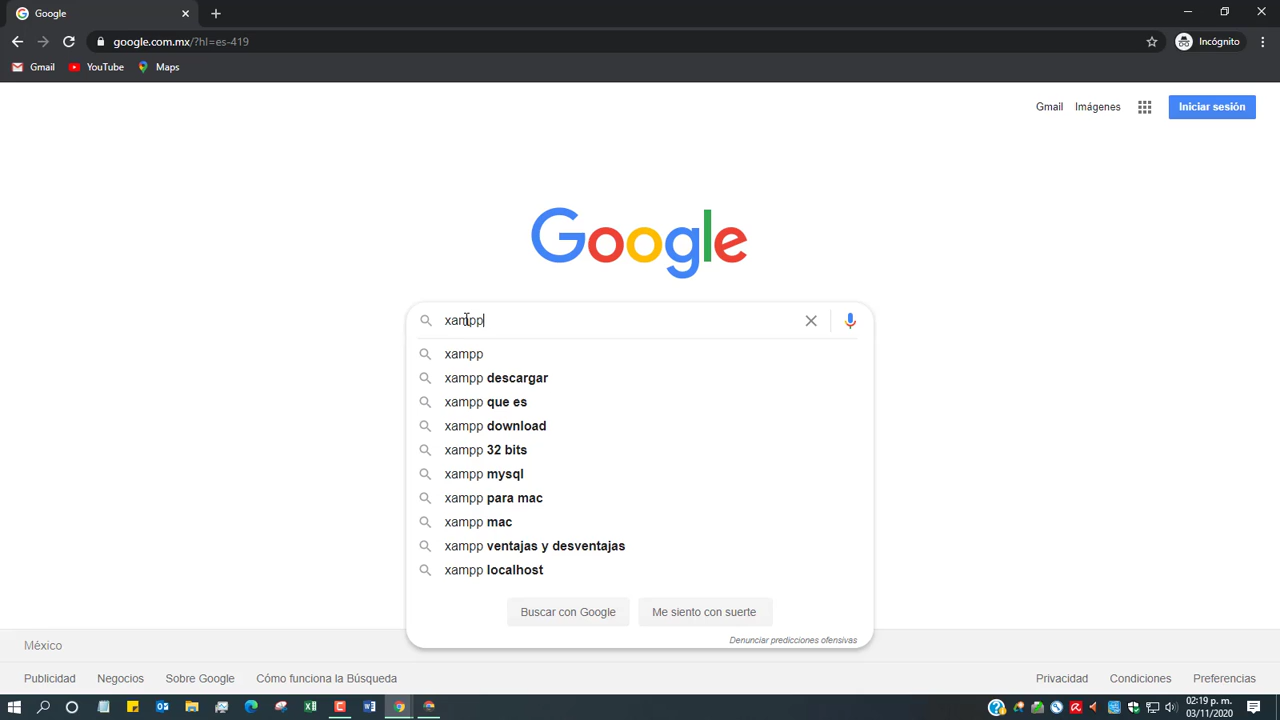 Google
google.com.mx/?hl=es-419
Incógnito
Gmail
YouTube
Maps
Gmail
Imágenes
Iniciar sesión
Google
xampp
xampp
xampp descargar
xampp que es
xampp download
xampp 32 bits
xampp mysql
xampp para mac
xampp mac
xampp ventajas y desventajas
xampp localhost
Buscar con Google
Me siento con suerte
Denunciar predicciones ofensivas
México
Publicidad
Negocios
Sobre Google
Cómo funciona la Búsqueda
Privacidad
Condiciones
Preferencias
02:19 p. m.
03/11/2020